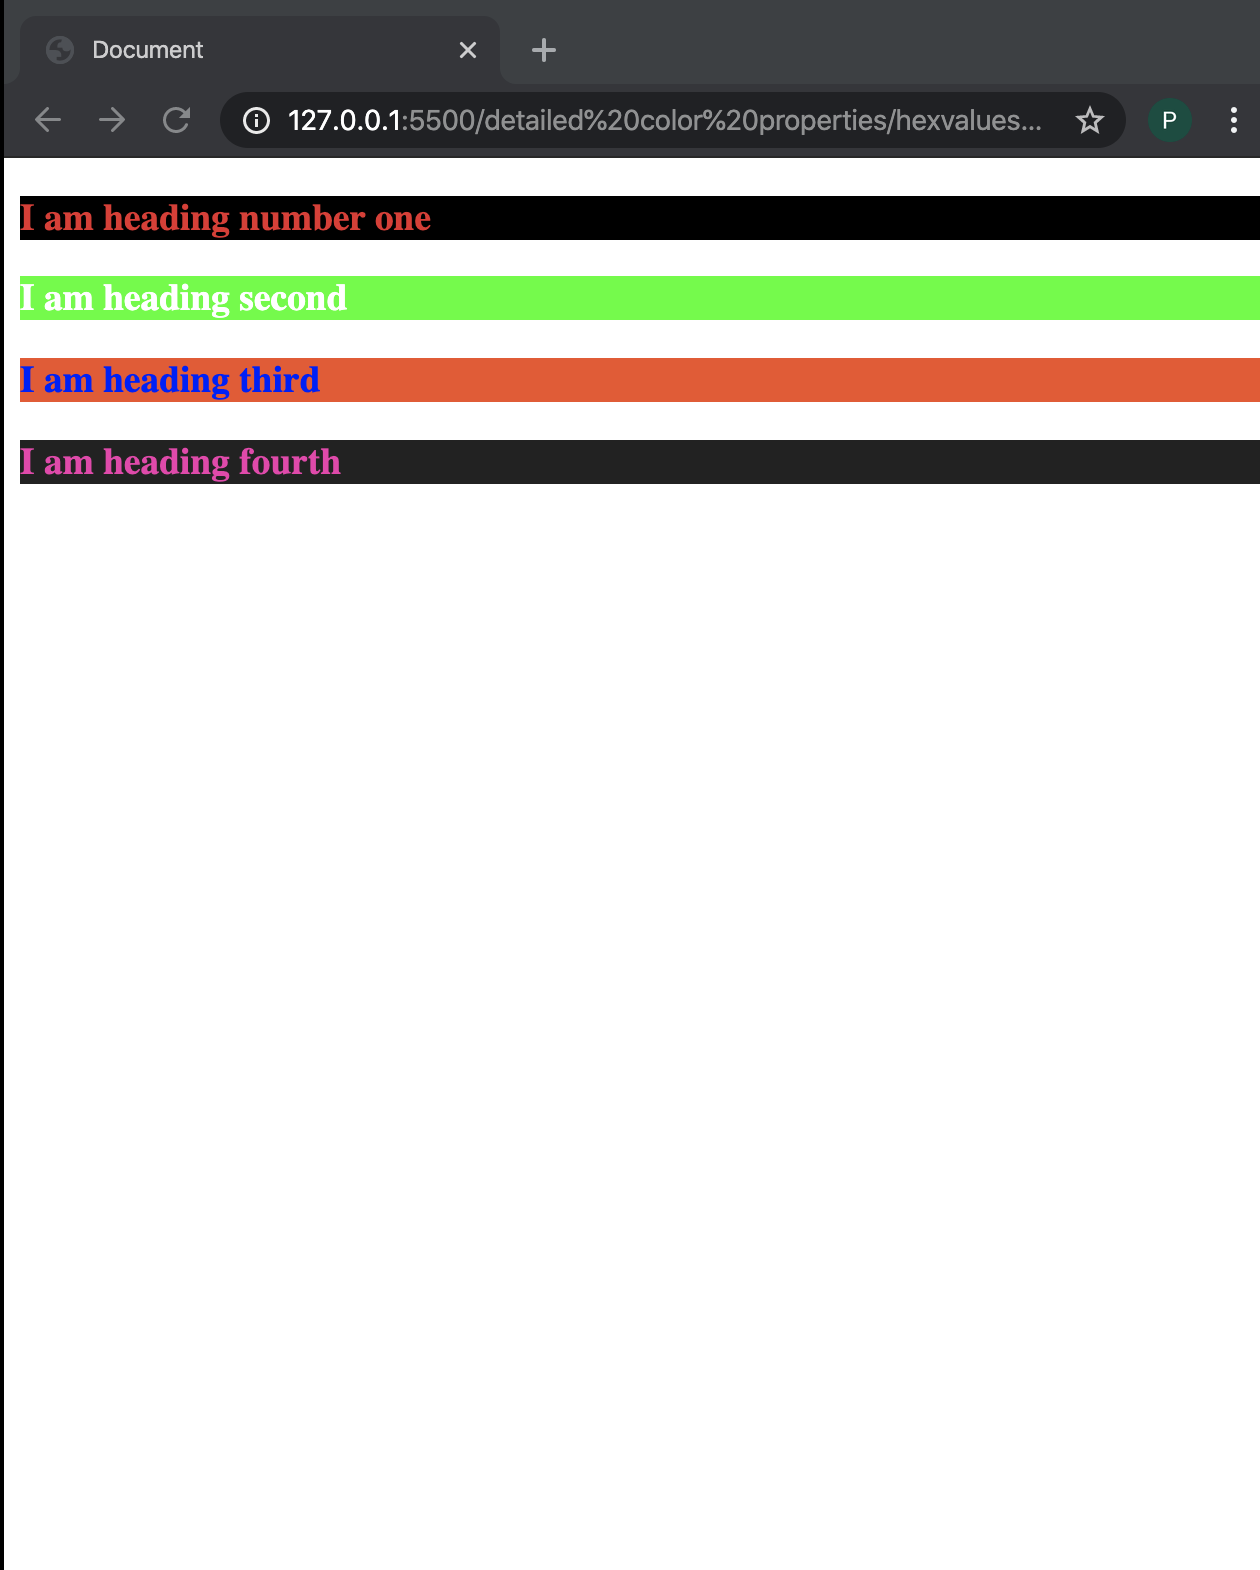 Document
127.0.0.1:5500/detailed%20color%20properties/hexvalues...
P
I am heading number one
I am heading second
I am heading third
I am heading fourth